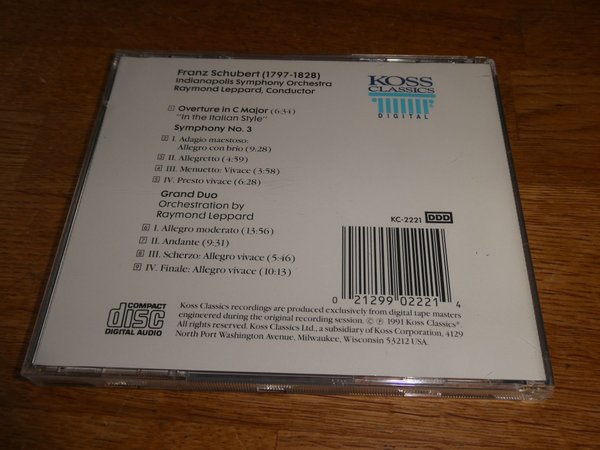 Franz Schubert (1797-1828)
Indianapolis Symphony Orchestra
Raymond Leppard, Conductor
KOSS
CLASSICS
DIGITAL
1 Overture in C Major (6:34)
"In the Italian Style"
Symphony No. 3
2 I. Adagio maestoso:
Allegro con brio (9:28)
3 II. Allegretto (4:59)
4 III. Menuetto: Vivace (3:58)
5 IV. Presto vivace (6:28)
Grand Duo
Orchestration by
Raymond Leppard
6 I. Allegro moderato (13:56)
7 II. Andante (9:31)
8 III. Scherzo: Allegro vivace (5:46)
9 IV. Finale: Allegro vivace (10:13)
KC-2221 DDD
0 21299 02221 4
COMPACT
disc
DIGITAL AUDIO
Koss Classics recordings are produced exclusively from digital tape masters
engineered during the original recording session. © ℗ 1991 Koss Classics®
All rights reserved. Koss Classics Ltd., a subsidiary of Koss Corporation, 4129
North Port Washington Avenue, Milwaukee, Wisconsin 53212 USA.